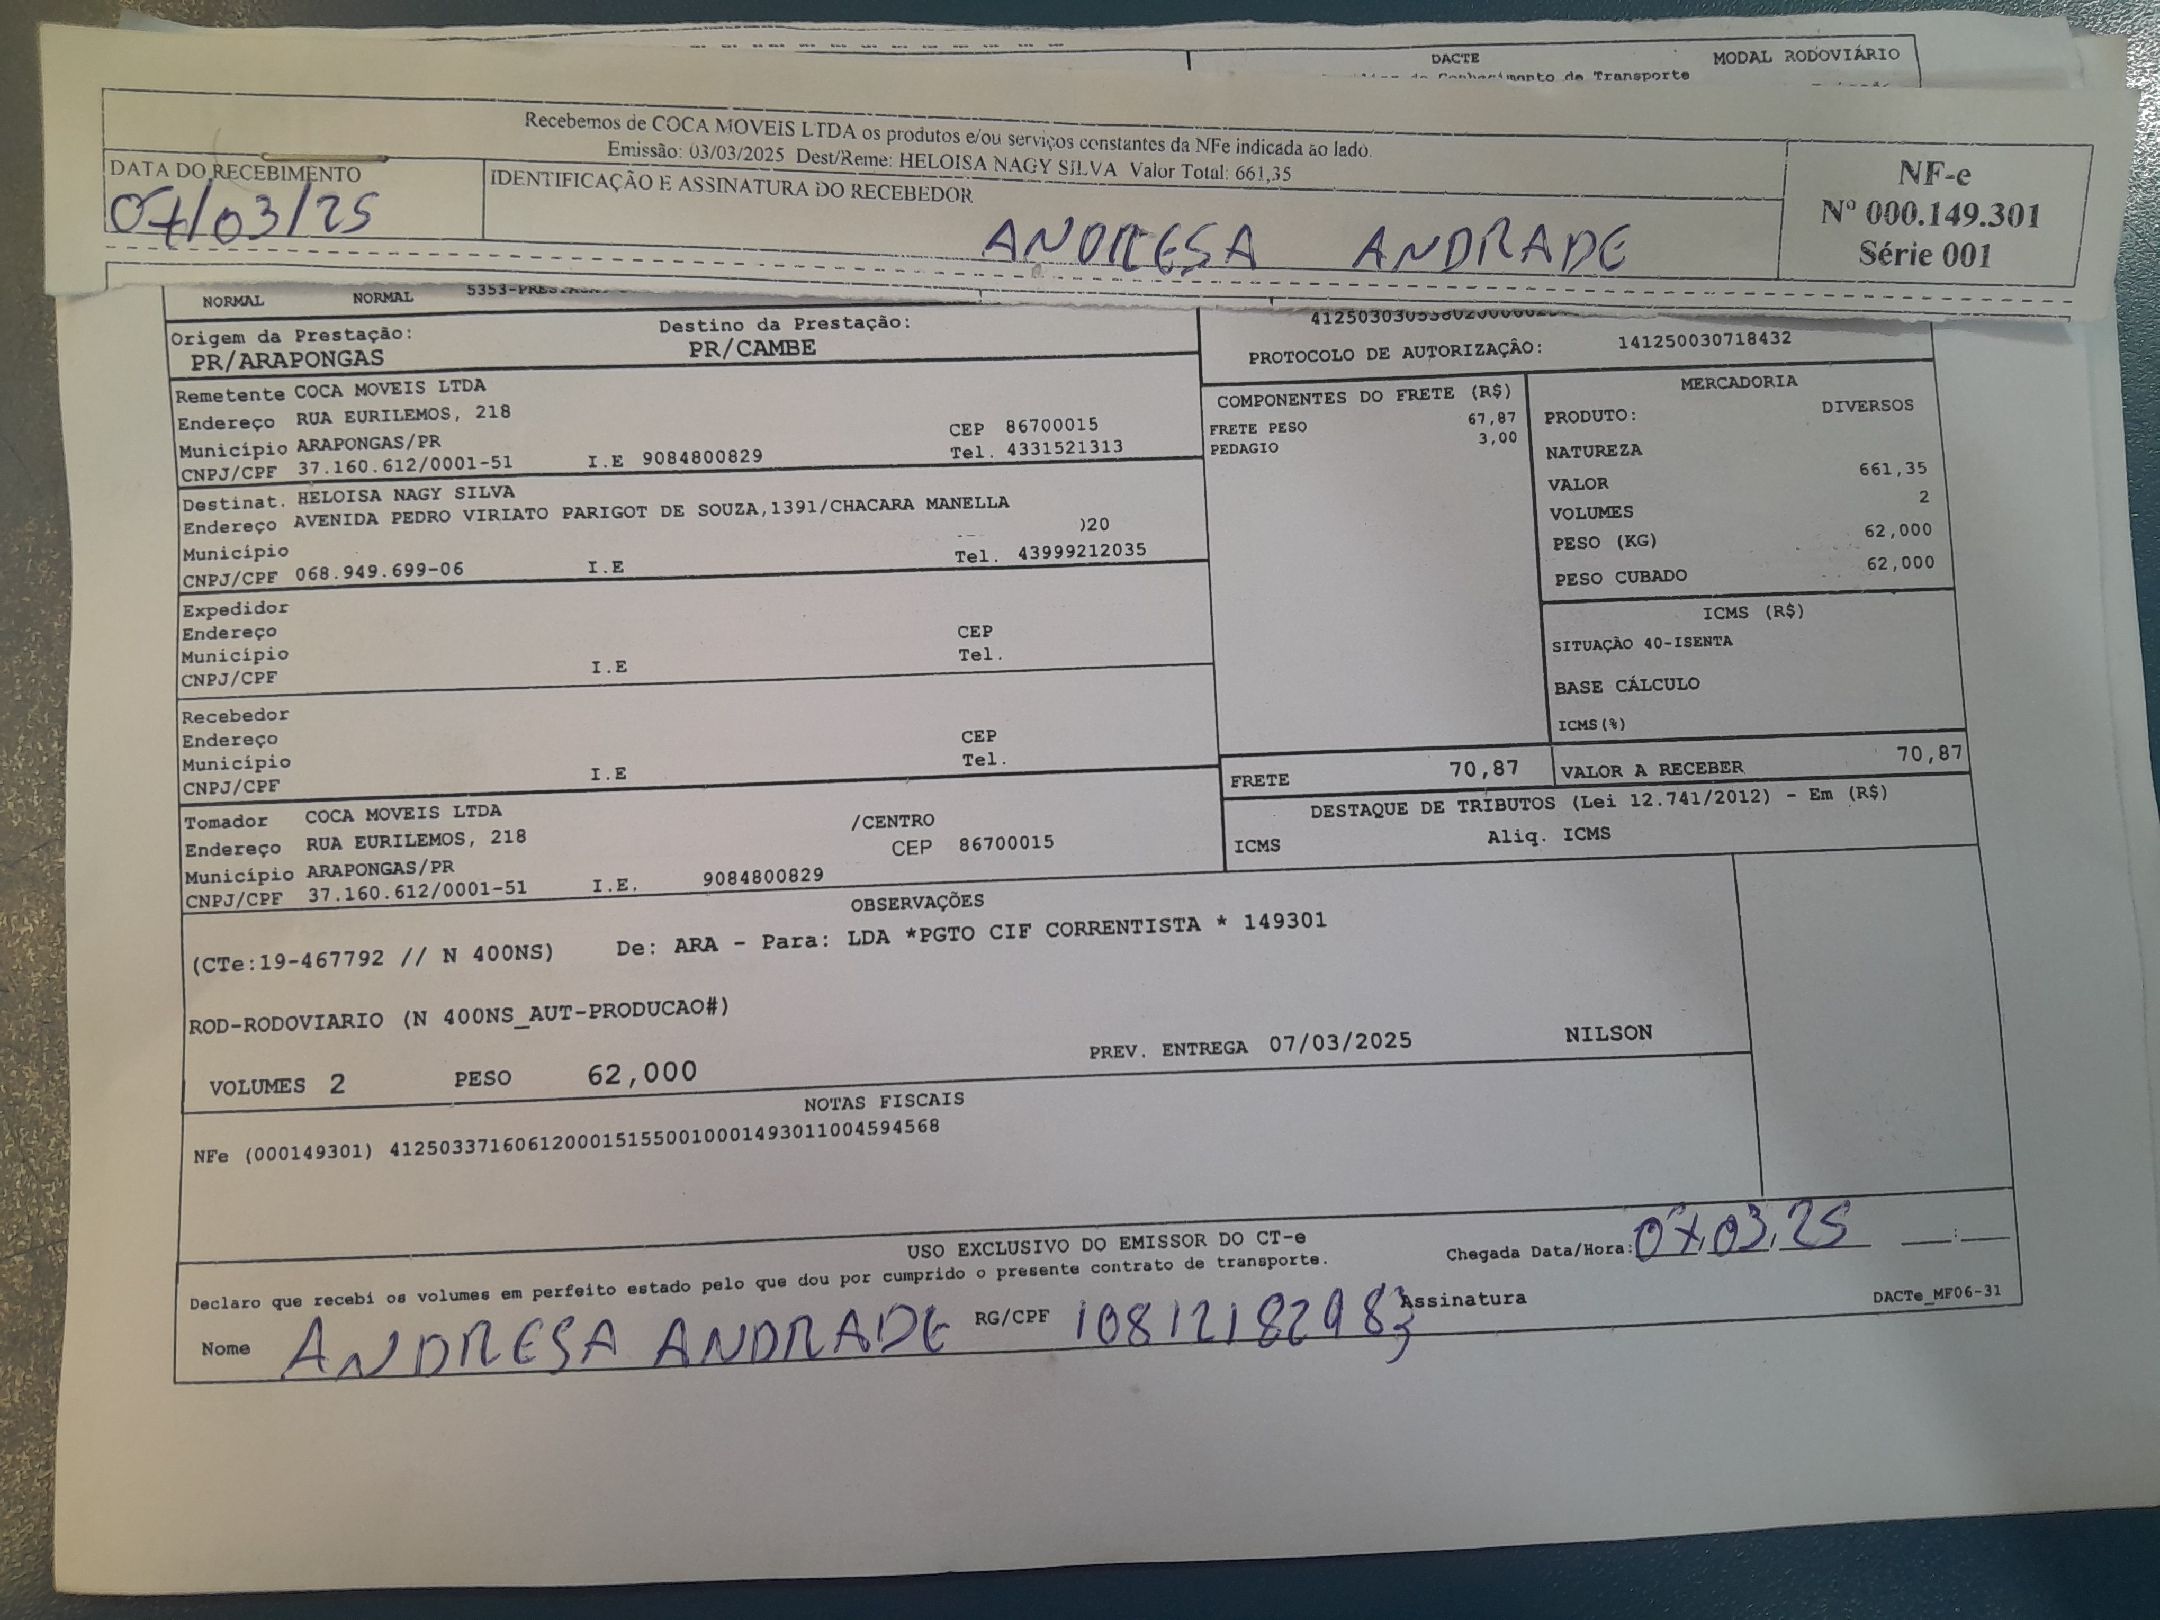 DACTE MODAL RODOVIÁRIO
de Transporte
Recebemos de COCA MOVEIS LTDA os produtos e/ou serviços constantes da NFe indicada ao lado.
Emissão: 03/03/2025 Dest/Reme: HELOISA NAGY SILVA Valor Total: 661,35
DATA DO RECEBIMENTO
07/03/25
IDENTIFICAÇÃO E ASSINATURA DO RECEBEDOR
ANDRESA ANDRADE
NF-e
Nº 000.149.301
Série 001
NORMAL NORMAL
Origem da Prestação: Destino da Prestação:
PR/ARAPONGAS PR/CAMBE
PROTOCOLO DE AUTORIZAÇÃO: 141250030718432
Remetente COCA MOVEIS LTDA
Endereço RUA EURILEMOS, 218
Município ARAPONGAS/PR CEP 86700015
CNPJ/CPF 37.160.612/0001-51 I.E 9084800829 Tel. 4331521313
Destinat. HELOISA NAGY SILVA
Endereço AVENIDA PEDRO VIRIATO PARIGOT DE SOUZA,1391/CHACARA MANELLA
Município 20
CNPJ/CPF 068.949.699-06 I.E Tel. 43999212035
Expedidor
Endereço CEP
Município Tel.
CNPJ/CPF I.E
Recebedor
Endereço CEP
Município Tel.
CNPJ/CPF I.E
Tomador COCA MOVEIS LTDA /CENTRO
Endereço RUA EURILEMOS, 218 CEP 86700015
Município ARAPONGAS/PR
CNPJ/CPF 37.160.612/0001-51 I.E. 9084800829
COMPONENTES DO FRETE (R$)
FRETE PESO 67,87
PEDAGIO 3,00
MERCADORIA
PRODUTO: DIVERSOS
NATUREZA
VALOR 661,35
VOLUMES 2
PESO (KG) 62,000
PESO CUBADO 62,000
ICMS (R$)
SITUAÇÃO 40-ISENTA
BASE CÁLCULO
ICMS(%)
FRETE 70,87 VALOR A RECEBER 70,87
DESTAQUE DE TRIBUTOS (Lei 12.741/2012) - Em (R$)
ICMS Aliq. ICMS
OBSERVAÇÕES
(CTe:19-467792 // N 400NS) De: ARA - Para: LDA *PGTO CIF CORRENTISTA * 149301
ROD-RODOVIARIO (N 400NS_AUT-PRODUCAO#)
VOLUMES 2 PESO 62,000 PREV. ENTREGA 07/03/2025 NILSON
NOTAS FISCAIS
NFe (000149301) 41250337160612000151550010001493011004594568
USO EXCLUSIVO DO EMISSOR DO CT-e
Declaro que recebi os volumes em perfeito estado pelo que dou por cumprido o presente contrato de transporte.
Chegada Data/Hora: 07,03,25 ___:___
Nome ANDRESA ANDRADE RG/CPF 10812182983 Assinatura
DACTe_MF06-31